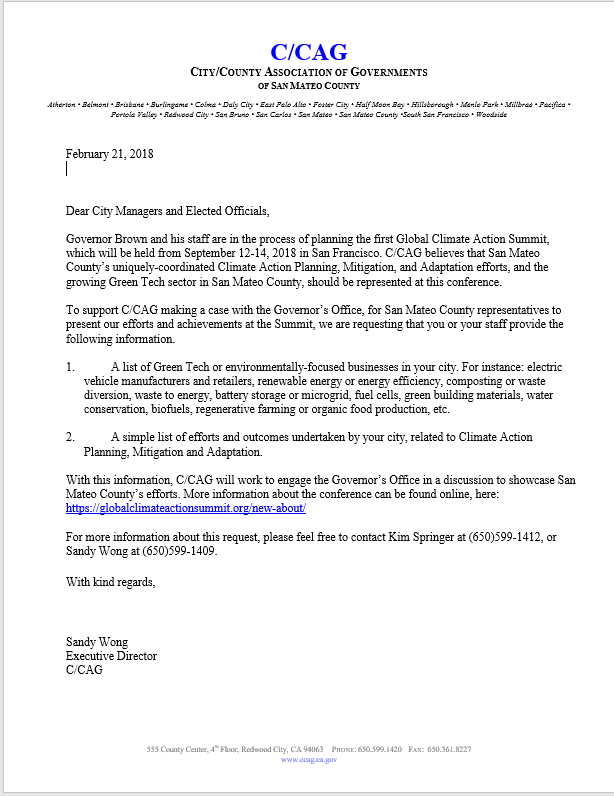 C/CAG
CITY/COUNTY ASSOCIATION OF GOVERNMENTS
OF SAN MATEO COUNTY
Atherton • Belmont • Brisbane • Burlingame • Colma • Daly City • East Palo Alto • Foster City • Half Moon Bay • Hillsborough • Menlo Park • Millbrae • Pacifica •
Portola Valley • Redwood City • San Bruno • San Carlos • San Mateo • San Mateo County •South San Francisco • Woodside
February 21, 2018
Dear City Managers and Elected Officials,
Governor Brown and his staff are in the process of planning the first Global Climate Action Summit,
which will be held from September 12-14, 2018 in San Francisco. C/CAG believes that San Mateo
County's uniquely-coordinated Climate Action Planning, Mitigation, and Adaptation efforts, and the
growing Green Tech sector in San Mateo County, should be represented at this conference.
To support C/CAG making a case with the Governor's Office, for San Mateo County representatives to
present our efforts and achievements at the Summit, we are requesting that you or your staff provide the
following information.
1. A list of Green Tech or environmentally-focused businesses in your city. For instance: electric
vehicle manufacturers and retailers, renewable energy or energy efficiency, composting or waste
diversion, waste to energy, battery storage or microgrid, fuel cells, green building materials, water
conservation, biofuels, regenerative farming or organic food production, etc.
2. A simple list of efforts and outcomes undertaken by your city, related to Climate Action
Planning, Mitigation and Adaptation.
With this information, C/CAG will work to engage the Governor's Office in a discussion to showcase San
Mateo County's efforts. More information about the conference can be found online, here:
https://globalclimateactionsummit.org/new-about/
For more information about this request, please feel free to contact Kim Springer at (650)599-1412, or
Sandy Wong at (650)599-1409.
With kind regards,
Sandy Wong
Executive Director
C/CAG
555 County Center, 4th Floor, Redwood City, CA 94063 PHONE: 650.599.1420 FAX: 650.361.8227
www.ccag.ca.gov